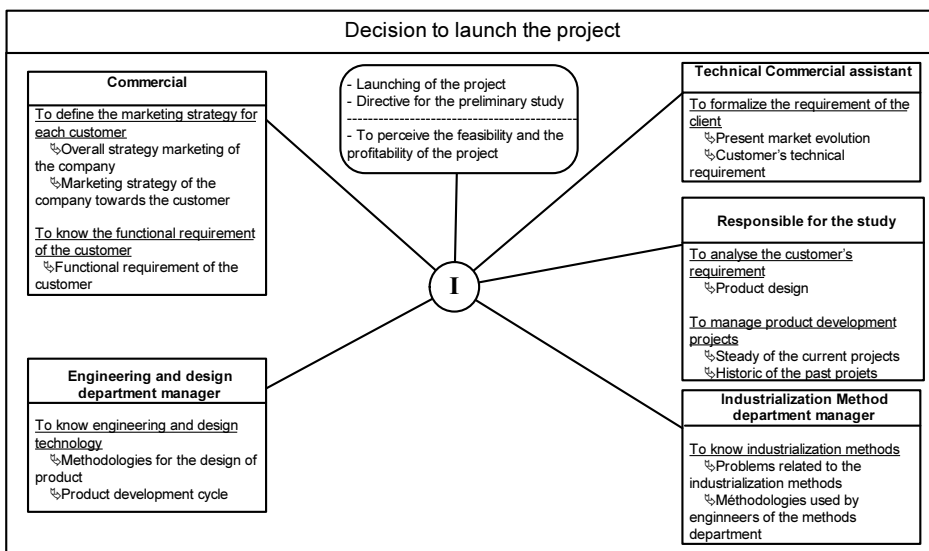 Decision to launch the project
Commercial
To define the marketing strategy for
each customer
Overall strategy marketing of
the company
Marketing strategy of the
company towards the customer
To know the functional requirement
of the customer
Functional requirement of the
customer
- Launching of the project
- Directive for the preliminary study
- To perceive the feasibility and the
profitability of the project
Technical Commercial assistant
To formalize the requirement of the
client
Present market evolution
Customer's technical
requirement
Responsible for the study
To analyse the customer's
requirement
Product design
To manage product development
projects
Steady of the current projects
Historic of the past projets
I
Engineering and design
department manager
To know engineering and design
technology
Methodologies for the design of
product
Product development cycle
Industrialization Method
department manager
To know industrialization methods
Problems related to the
industrialization methods
Méthodologies used by
enginneers of the methods
department